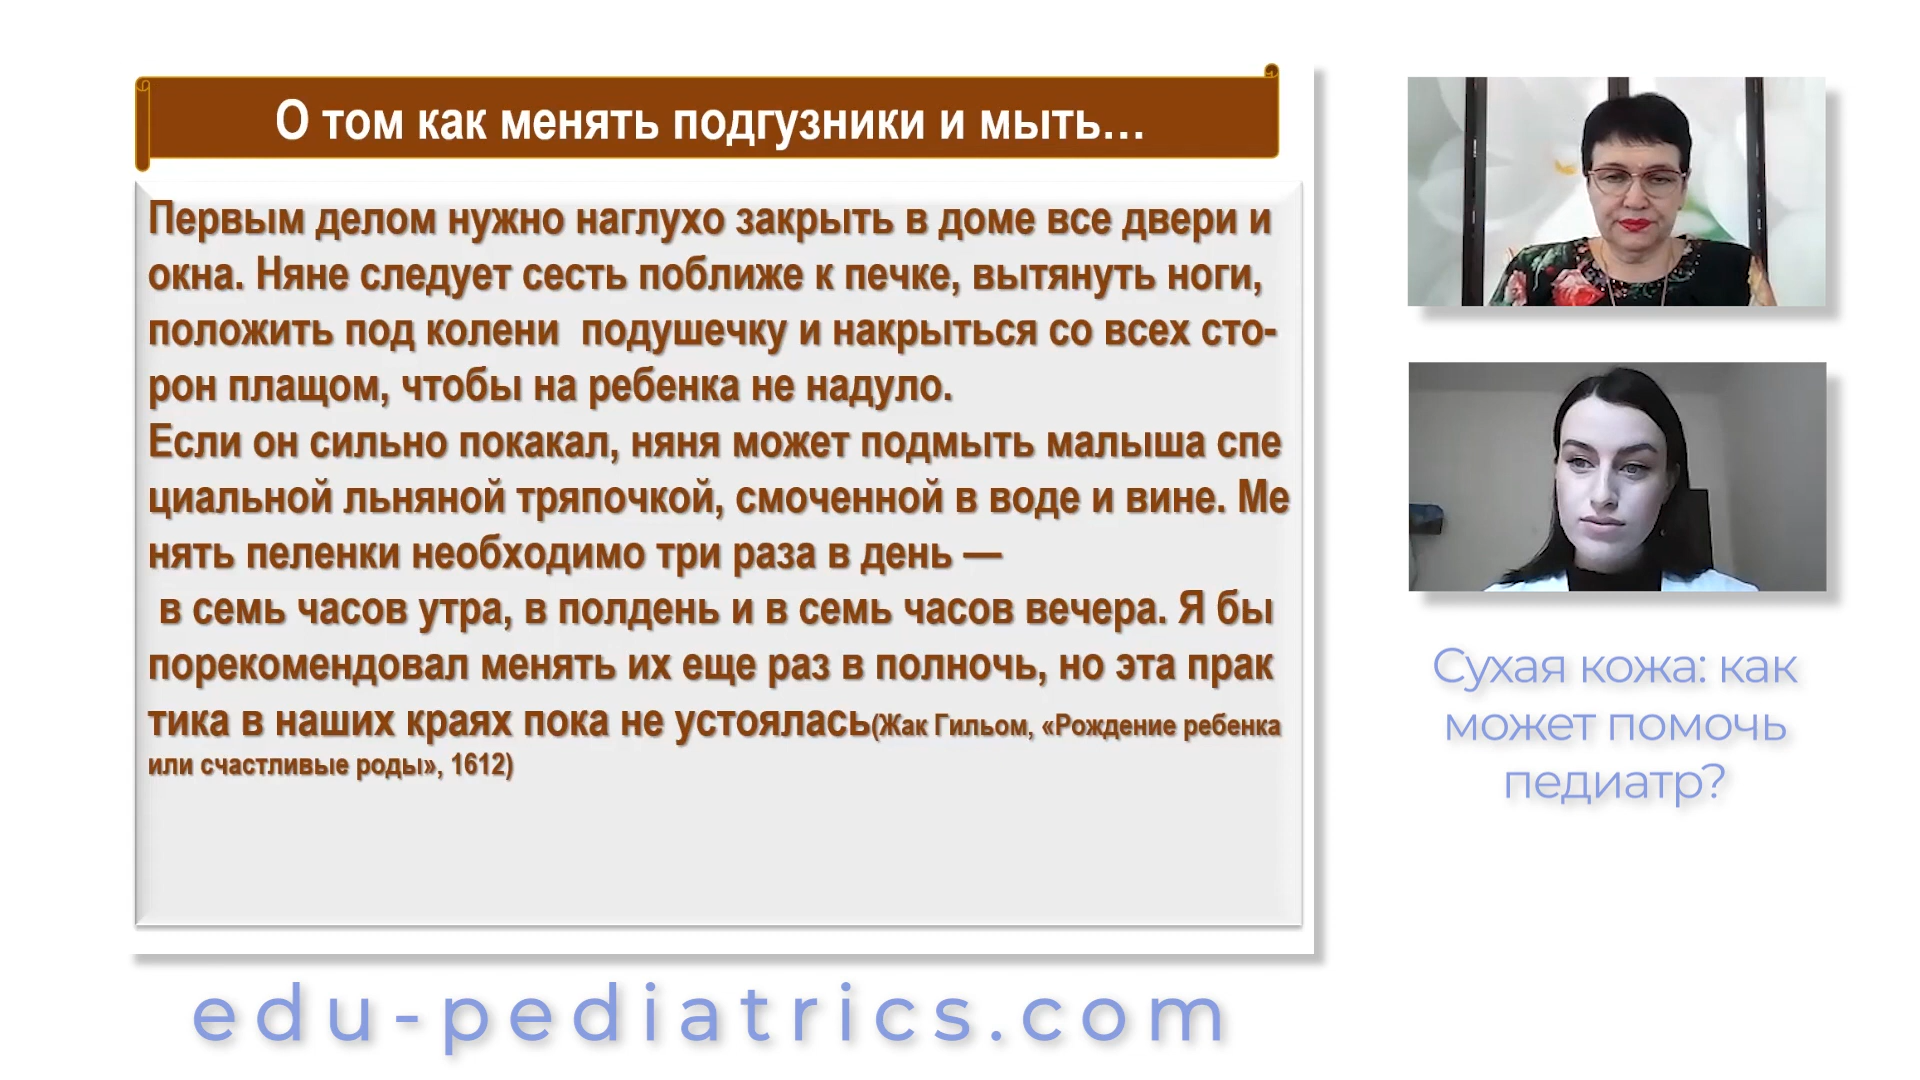 О том как менять подгузники и мыть...
Первым делом нужно наглухо закрыть в доме все двери и
окна. Няне следует сесть поближе к печке, вытянуть ноги,
положить под колени подушечку и накрыться со всех сто-
рон плащом, чтобы на ребенка не надуло.
Если он сильно покакал, няня может подмыть малыша спе
циальной льняной тряпочкой, смоченной в воде и вине. Ме
нять пеленки необходимо три раза в день —
в семь часов утра, в полдень и в семь часов вечера. Я бы
порекомендовал менять их еще раз в полночь, но эта прак
тика в наших краях пока не устоялась(Жак Гильом, «Рождение ребенка
или счастливые роды», 1612)
Сухая кожа: как
может помочь
педиатр?
edu-pediatrics.com